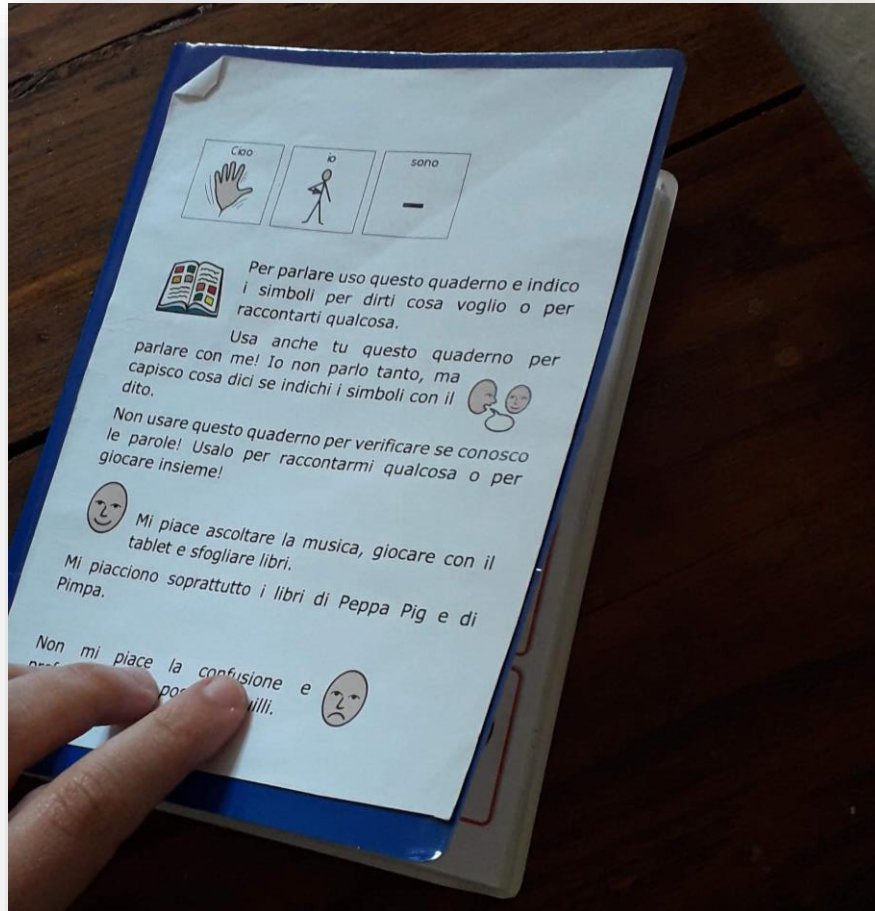 Ciao io sono
Per parlare uso questo quaderno e indico
i simboli per dirti cosa voglio o per
raccontarti qualcosa.
Usa anche tu questo quaderno per
parlare con me! Io non parlo tanto, ma
capisco cosa dici se indichi i simboli con il
dito.
Non usare questo quaderno per verificare se conosco
le parole! Usalo per raccontarmi qualcosa o per
giocare insieme!
Mi piace ascoltare la musica, giocare con il
tablet e sfogliare libri.
Mi piacciono soprattutto i libri di Peppa Pig e di
Pimpa.
Non mi piace la confusione e